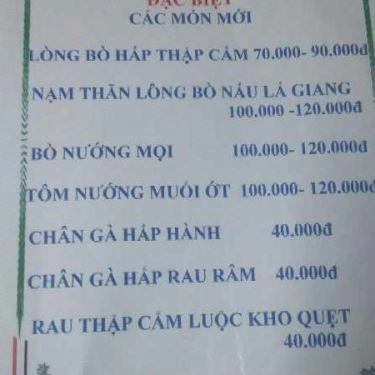 ĐẶC BIỆT
CÁC MÓN MỚI
LÒNG BÒ HẤP THẬP CẨM 70.000- 90.000đ
NẠM THĂN LÔNG BÒ NÁU LÁ GIANG
100.000 -120.000đ
BÒ NƯỚNG MỌI 100.000- 120.000đ
TÔM NƯỚNG MUỐI ỚT 100.000- 120.000đ
CHÂN GÀ HẤP HÀNH 40.000đ
CHÂN GÀ HẤP RAU RÂM 40.000đ
RAU THẬP CẨM LUỘC KHO QUẸT
40.000đ